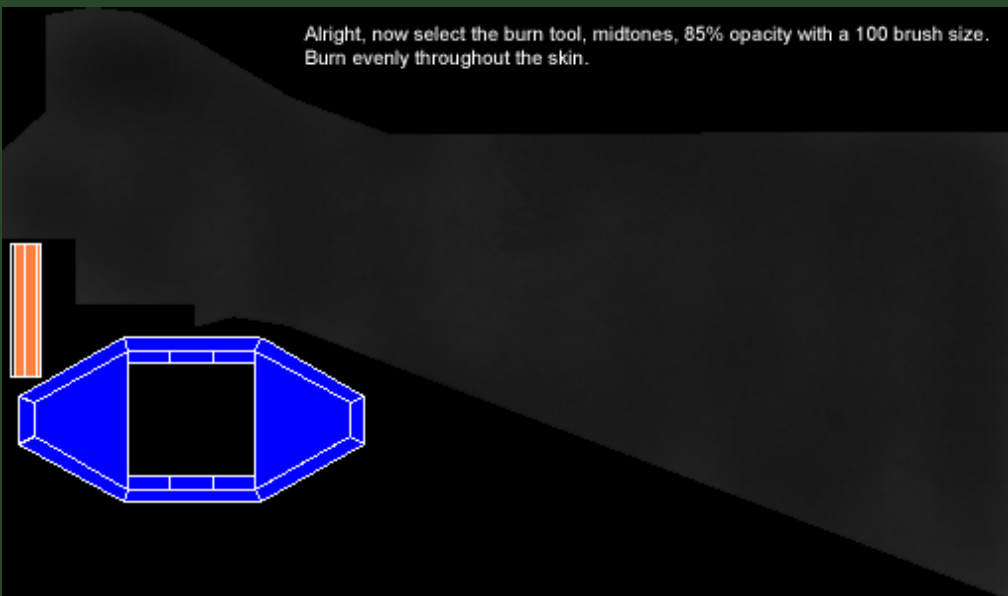 Alright, now select the burn tool, midtones, 85% opacity with a 100 brush size.
Burn evenly throughout the skin.